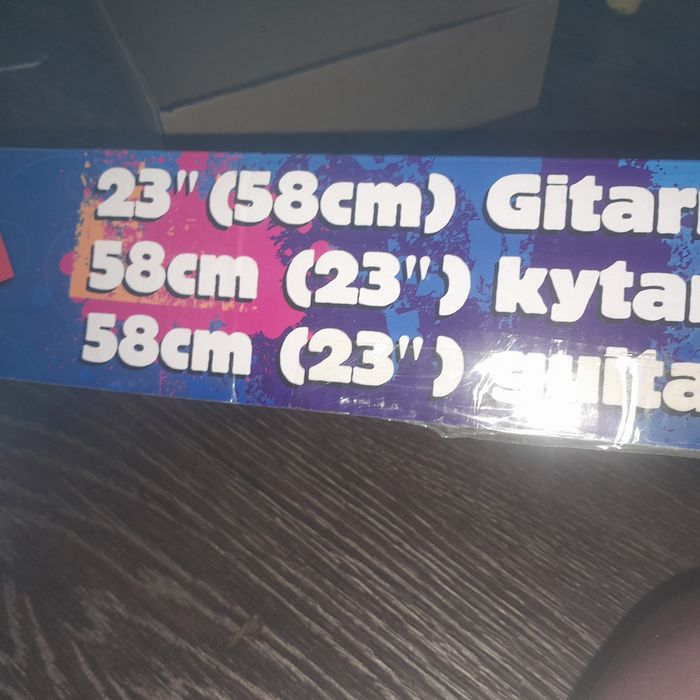 23" (58cm) Gitar
58cm (23") kytar
58cm (23") guita